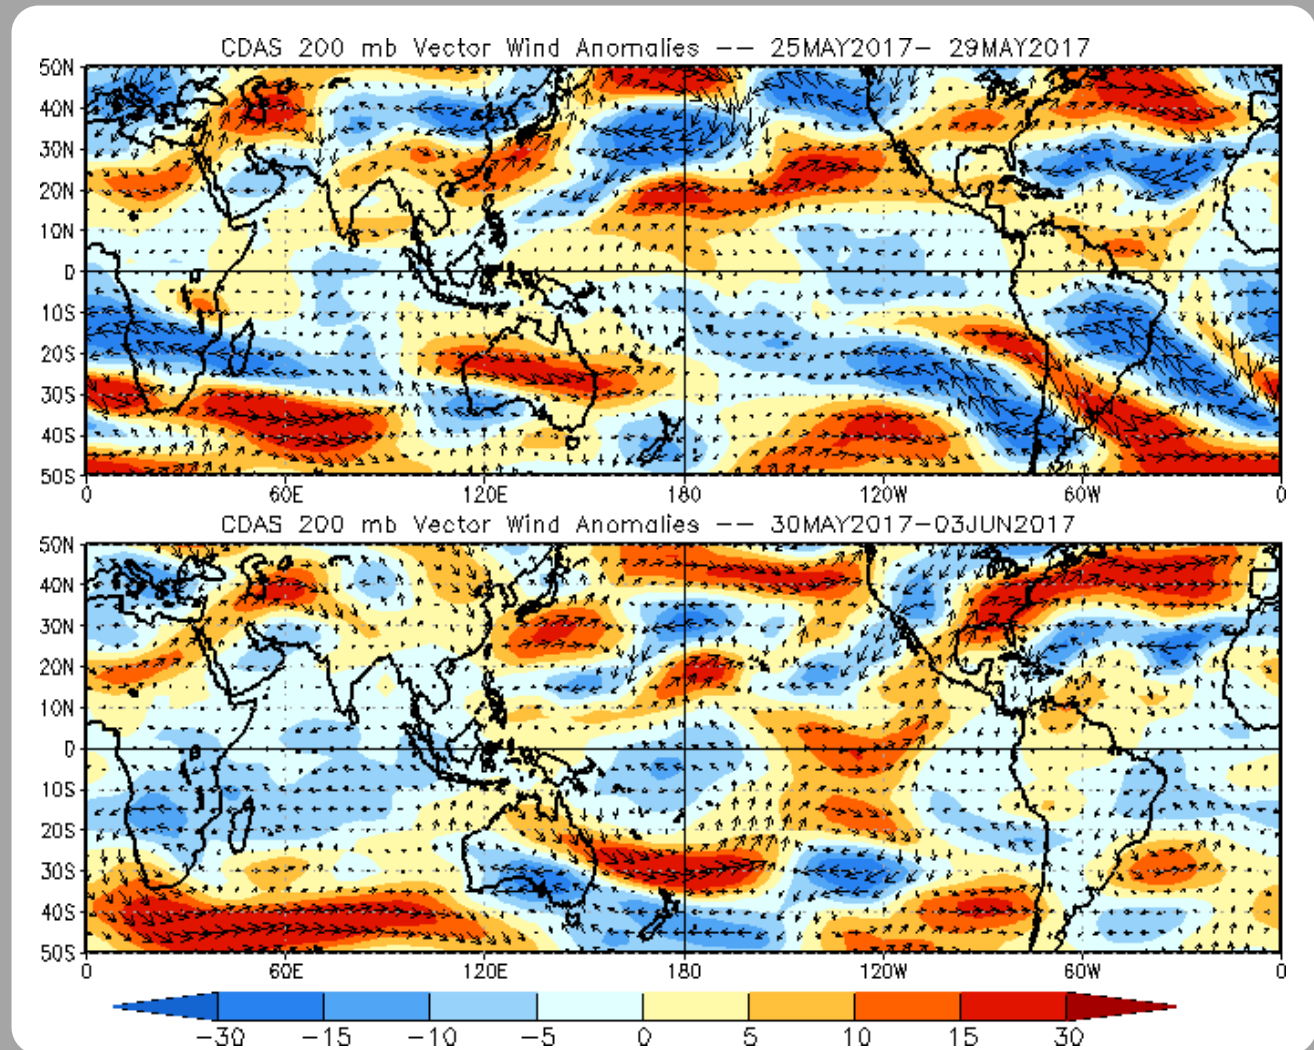 CDAS 200 mb Vector Wind Anomalies -- 25MAY2017- 29MAY2017
50N
40N
30N
20N
10N
0
10S
20S
30S
40S
50S
0 60E 120E 180 120W 60W 0
CDAS 200 mb Vector Wind Anomalies -- 30MAY2017-03JUN2017
50N
40N
30N
20N
10N
0
10S
20S
30S
40S
50S
0 60E 120E 180 120W 60W 0
-30 -15 -10 -5 0 5 10 15 30